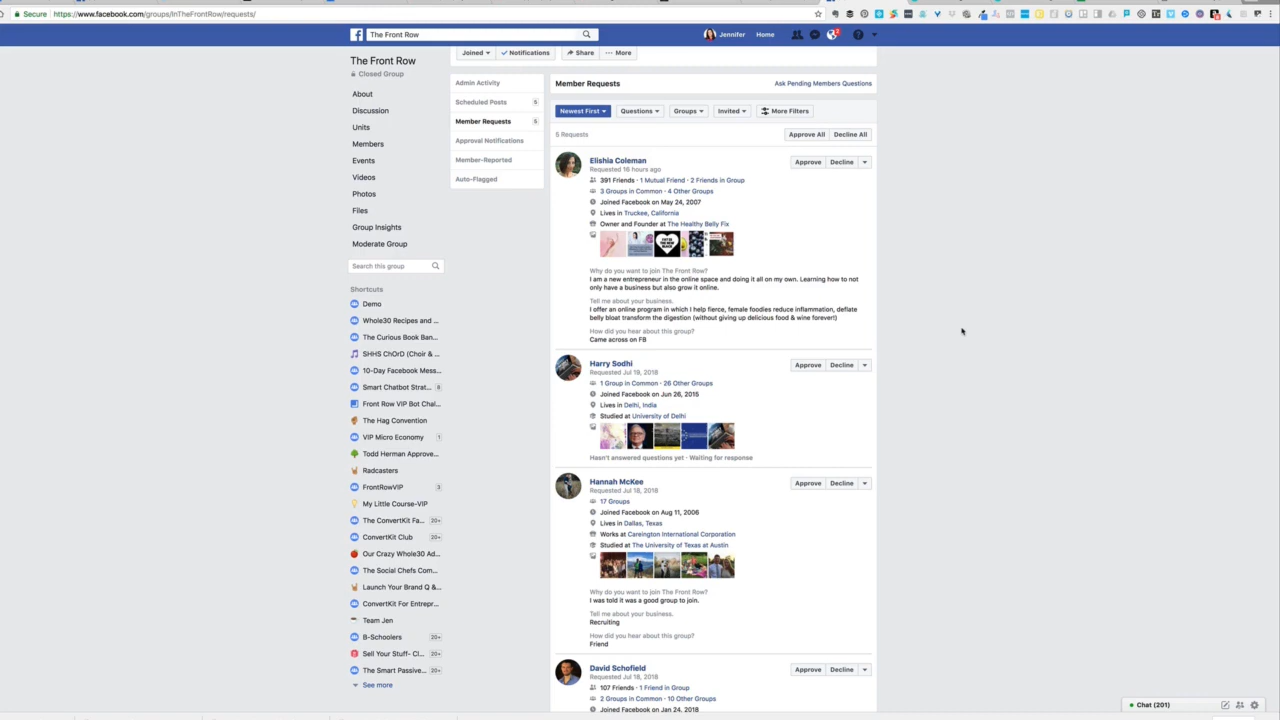 Secure
https://www.facebook.com/groups/InTheFrontRow/requests/
The Front Row
Jennifer
Home
The Front Row
Closed Group
About
Discussion
Units
Members
Events
Videos
Photos
Files
Group Insights
Moderate Group
Search this group
Shortcuts
Demo
Whole30 Recipes and ...
The Curious Book Ban...
SHHS ChOrD (Choir & ...
10-Day Facebook Mess...
Smart Chatbot Strat... 8
Front Row VIP Bot Chal...
The Hag Convention
VIP Micro Economy 1
Todd Herman Approve...
Radcasters
FrontRowVIP 3
My Little Course-VIP
The ConvertKit Fa... 20+
ConvertKit Club 20+
Our Crazy Whole30 Ad...
The Social Chefs Com...
Launch Your Brand Q &...
ConvertKit For Entrepr...
Team Jen
B-Schoolers 20+
Sell Your Stuff- Cl... 20+
The Smart Passive... 20+
See more
Joined
Notifications
Share
More
Admin Activity
Scheduled Posts 5
Member Requests 5
Approval Notifications
Member-Reported
Auto-Flagged
Member Requests
Ask Pending Members Questions
Newest First
Questions
Groups
Invited
More Filters
5 Requests
Approve All
Decline All
Elishia Coleman
Approve
Decline
Requested 16 hours ago
391 Friends · 1 Mutual Friend · 2 Friends in Group
3 Groups in Common · 4 Other Groups
Joined Facebook on May 24, 2007
Lives in Truckee, California
Owner and Founder at The Healthy Belly Fix
Why do you want to join The Front Row?
I am a new entrepreneur in the online space and doing it all on my own. Learning how to not
only have a business but also grow it online.
Tell me about your business.
I offer an online program in which I help fierce, female foodies reduce inflammation, deflate
belly bloat transform the digestion (without giving up delicious food & wine forever!)
How did you hear about this group?
Came across on FB
Harry Sodhi
Approve
Decline
Requested Jul 19, 2018
1 Group in Common · 26 Other Groups
Joined Facebook on Jun 26, 2015
Lives in Delhi, India
Studied at University of Delhi
Hasn't answered questions yet · Waiting for response
Hannah McKee
Approve
Decline
Requested Jul 18, 2018
17 Groups
Joined Facebook on Aug 11, 2006
Lives in Dallas, Texas
Works at Careington International Corporation
Studied at The University of Texas at Austin
Why do you want to join The Front Row?
I was told it was a good group to join.
Tell me about your business.
Recruiting
How did you hear about this group?
Friend
David Schofield
Approve
Decline
Requested Jul 18, 2018
107 Friends · 1 Friend in Group
2 Groups in Common · 10 Other Groups
Joined Facebook on Jan 24, 2018
Chat (201)